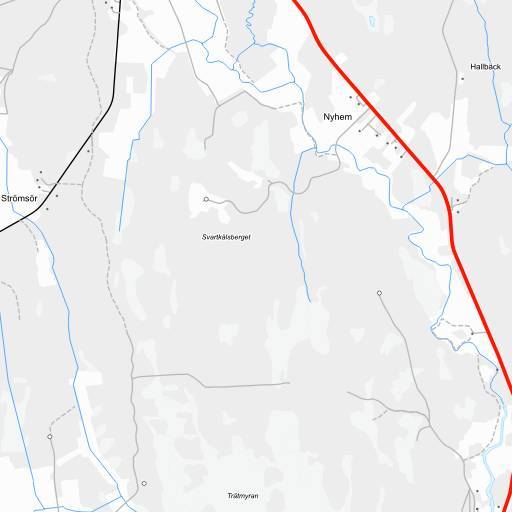 Hallbäck
Nyhem
Strömsör
Svartkälsberget
Trätmyran